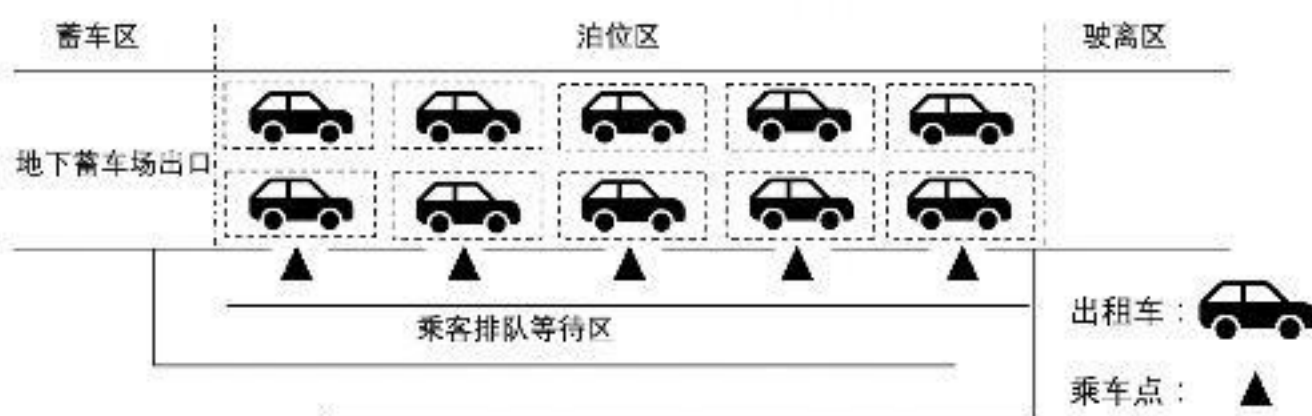 蓄车区
泊位区
驶离区
地下蓄车场出口
乘客排队等待区
出租车：
乘车点：